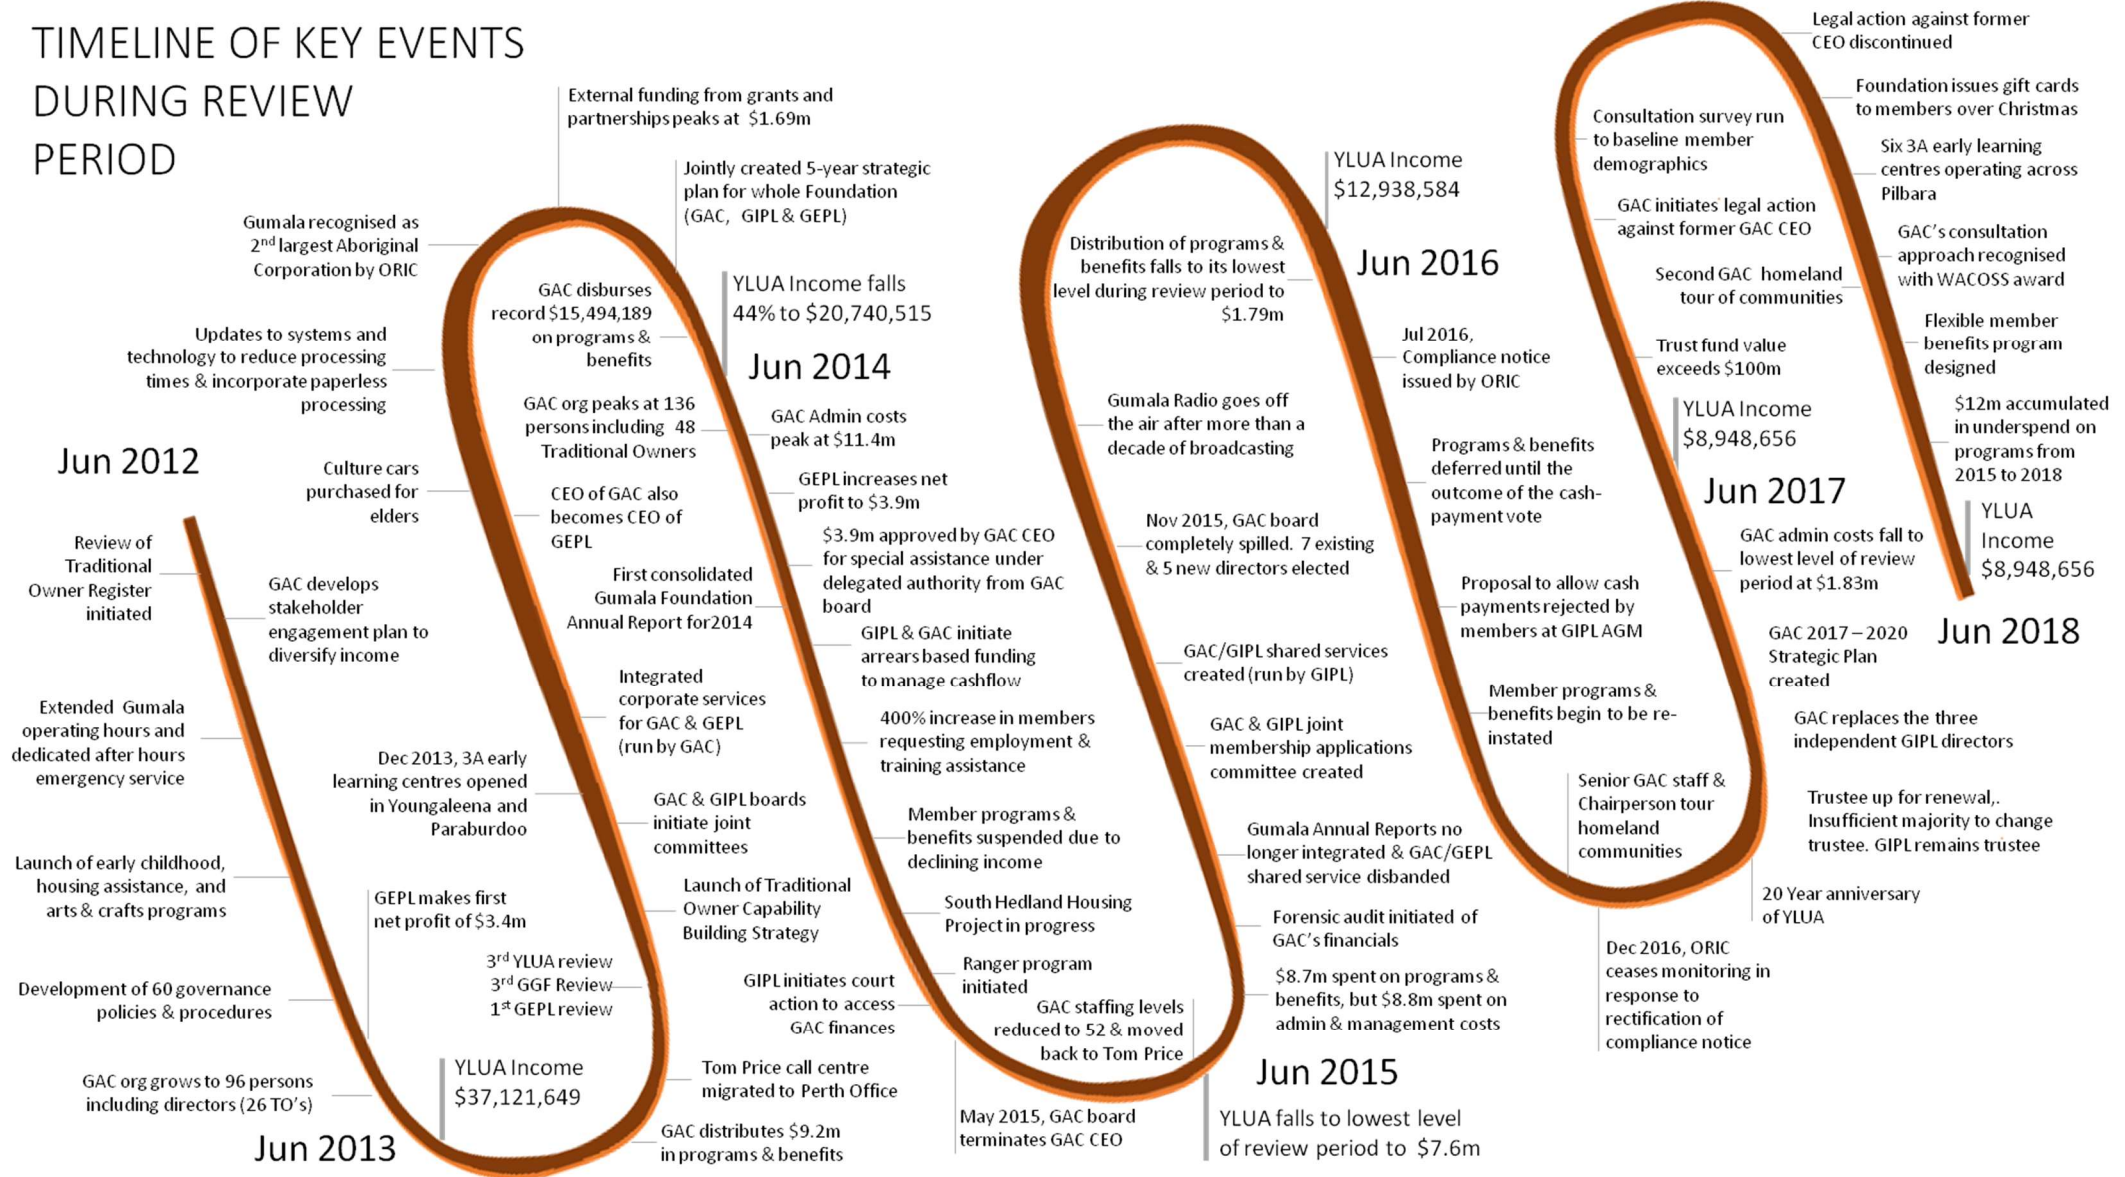 TIMELINE OF KEY EVENTS
DURING REVIEW
PERIOD
Jun 2012
Review of
Traditional
Owner Register
initiated
GAC develops
stakeholder
engagement plan to
diversify income
Extended Gumala
operating hours and
dedicated after hours
emergency service
Launch of early childhood,
housing assistance, and
arts & crafts programs
Development of 60 governance
policies & procedures
GAC org grows to 96 persons
including directors (26 TO's)
Jun 2013
GEPL makes first
net profit of $3.4m
YLUA Income
$37,121,649
GAC distributes $9.2m
in programs & benefits
Tom Price call centre
migrated to Perth Office
3rd YLUA review
3rd GGF Review
1st GEPL review
Launch of Traditional
Owner Capability
Building Strategy
GAC & GIPL boards
initiate joint
committees
Dec 2013, 3A early
learning centres opened
in Youngaleena and
Paraburdoo
Integrated
corporate services
for GAC & GEPL
(run by GAC)
CEO of GAC also
becomes CEO of
GEPL
Culture cars
purchased for
elders
Updates to systems and
technology to reduce processing
times & incorporate paperless
processing
Gumala recognised as
2nd largest Aboriginal
Corporation by ORIC
External funding from grants and
partnerships peaks at $1.69m
Jointly created 5-year strategic
plan for whole Foundation
(GAC, GIPL & GEPL)
GAC disburses
record $15,494,189
on programs &
benefits
YLUA Income falls
44% to $20,740,515
Jun 2014
GAC org peaks at 136
persons including 48
Traditional Owners
GAC Admin costs
peak at $11.4m
GEPL increases net
profit to $3.9m
$3.9m approved by GAC CEO
for special assistance under
delegated authority from GAC
board
First consolidated
Gumala Foundation
Annual Report for2014
GIPL & GAC initiate
arrears based funding
to manage cashflow
400% increase in members
requesting employment &
training assistance
Member programs &
benefits suspended due to
declining income
South Hedland Housing
Project in progress
Ranger program
initiated
GIPL initiates court
action to access
GAC finances
May 2015, GAC board
terminates GAC CEO
GAC staffing levels
reduced to 52 & moved
back to Tom Price
Jun 2015
YLUA falls to lowest level
of review period to $7.6m
$8.7m spent on programs &
benefits, but $8.8m spent on
admin & management costs
Forensic audit initiated of
GAC's financials
Gumala Annual Reports no
longer integrated & GAC/GEPL
shared service disbanded
GAC & GIPL joint
membership applications
committee created
GAC/GIPL shared services
created (run by GIPL)
Nov 2015, GAC board
completely spilled. 7 existing
& 5 new directors elected
Gumala Radio goes off
the air after more than a
decade of broadcasting
Distribution of programs &
benefits falls to its lowest
level during review period to
$1.79m
YLUA Income
$12,938,584
Jun 2016
Jul 2016,
Compliance notice
issued by ORIC
Programs & benefits
deferred until the
outcome of the cash-
payment vote
Proposal to allow cash
payments rejected by
members at GIPL AGM
Member programs &
benefits begin to be re-
instated
Senior GAC staff &
Chairperson tour
homeland
communities
Dec 2016, ORIC
ceases monitoring in
response to
rectification of
compliance notice
20 Year anniversary
of YLUA
Trustee up for renewal,.
Insufficient majority to change
trustee. GIPL remains trustee
GAC replaces the three
independent GIPL directors
GAC 2017 – 2020
Strategic Plan
created
GAC admin costs fall to
lowest level of review
period at $1.83m
Jun 2017
YLUA Income
$8,948,656
Trust fund value
exceeds $100m
Second GAC homeland
tour of communities
GAC initiates legal action
against former GAC CEO
Consultation survey run
to baseline member
demographics
Legal action against former
CEO discontinued
Foundation issues gift cards
to members over Christmas
Six 3A early learning
centres operating across
Pilbara
GAC's consultation
approach recognised
with WACOSS award
Flexible member
benefits program
designed
$12m accumulated
in underspend on
programs from
2015 to 2018
YLUA
Income
$8,948,656
Jun 2018